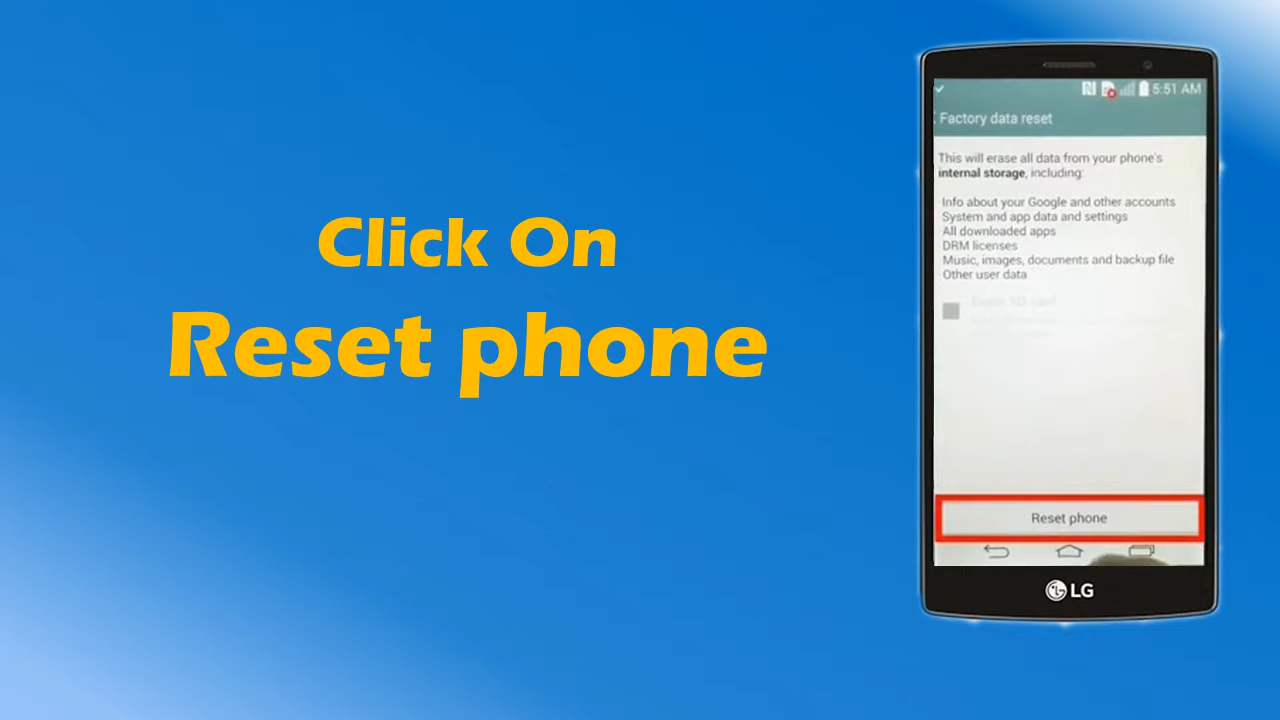 Click On
Reset phone
5:51 AM
Factory data reset
This will erase all data from your phone's
internal storage, including:
Info about your Google and other accounts
System and app data and settings
All downloaded apps
DRM licenses
Music, images, documents and backup file
Other user data
Reset phone
LG